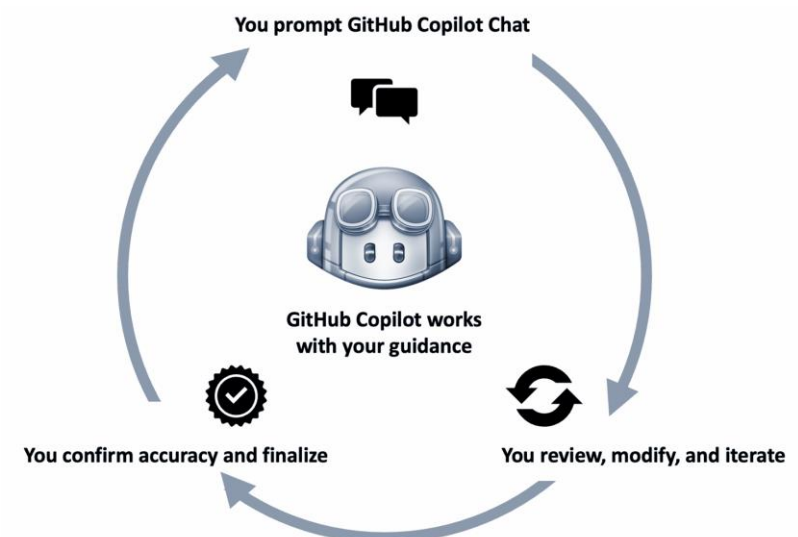 You prompt GitHub Copilot Chat
GitHub Copilot works
with your guidance
You confirm accuracy and finalize
You review, modify, and iterate